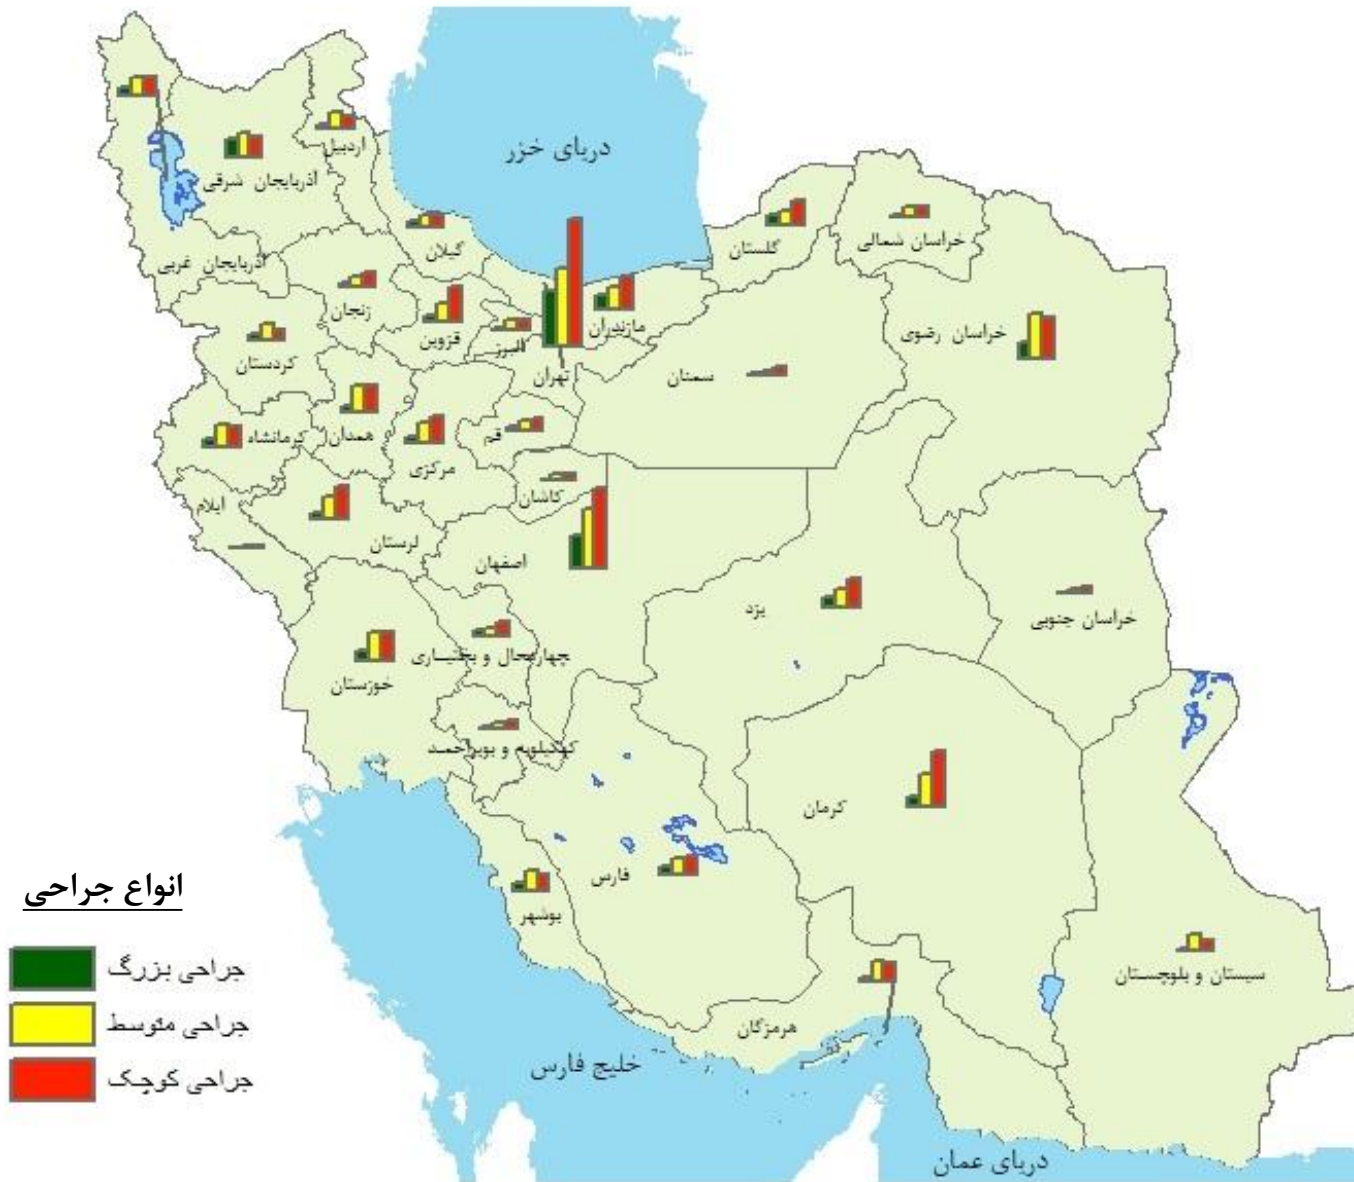 دریای خزر
اردبیل
آذربایجان شرقی
آذربایجان غربی
گیلان
گلستان
خراسان شمالی
زنجان
قزوین
البرز
مازندران
تهران
سمنان
خراسان رضوی
کردستان
کرمانشاه
همدان
مرکزی
قم
کاشان
ایلام
لرستان
اصفهان
یزد
خراسان جنوبی
خوزستان
چهارمحال و بختیاری
کهکیلویه و بویراحمد
کرمان
فارس
بوشهر
سیستان و بلوچستان
هرمزگان
خلیج فارس
دریای عمان
انواع جراحی
جراحی بزرگ
جراحی متوسط
جراحی کوچک